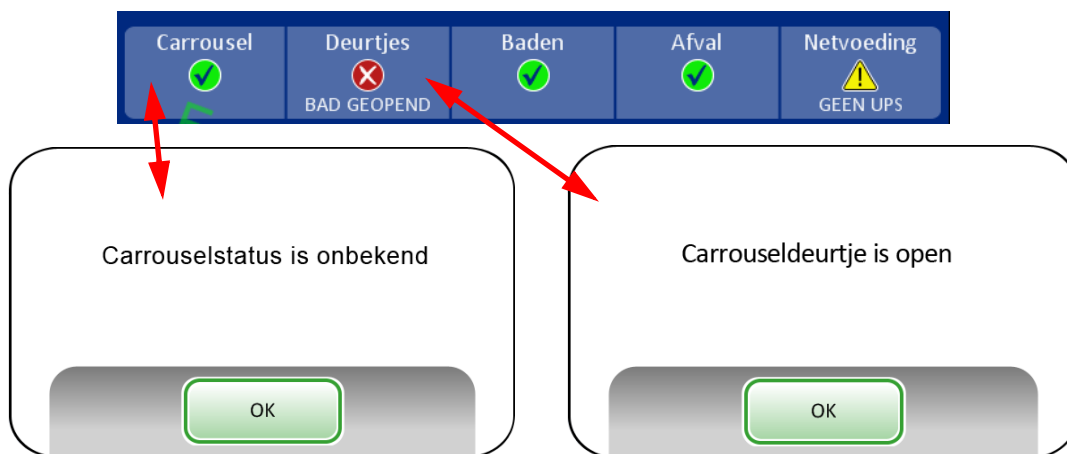 Carrousel
Deurtjes
BAD GEOPEND
Baden
Afval
Netvoeding
GEEN UPS
Carrouselstatus is onbekend
OK
Carrouseldeurtje is open
OK